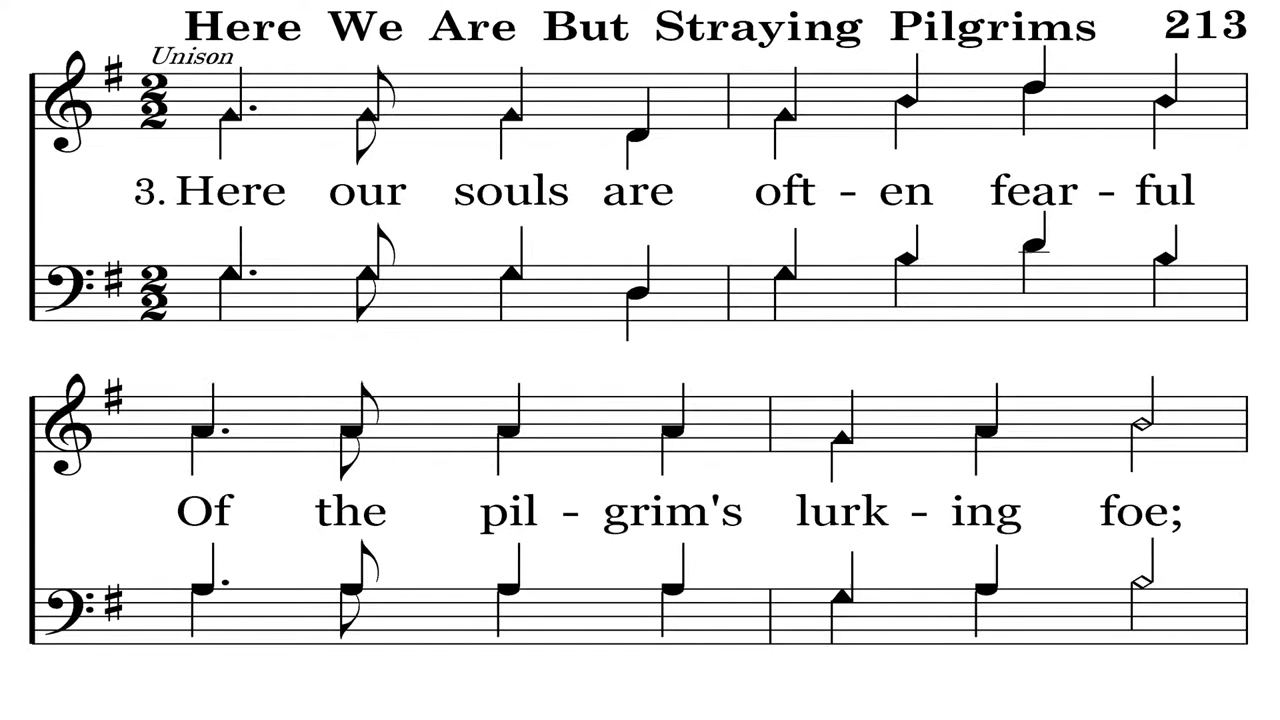 Here We Are But Straying Pilgrims 213
Unison
3. Here our souls are oft - en fear - ful
Of the pil - grim's lurk - ing foe;